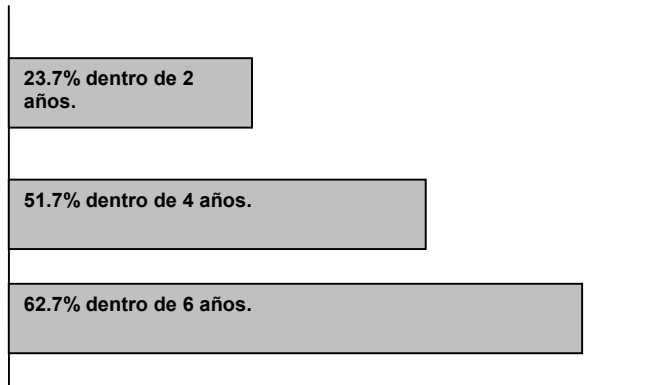 23.7% dentro de 2
años.
51.7% dentro de 4 años.
62.7% dentro de 6 años.